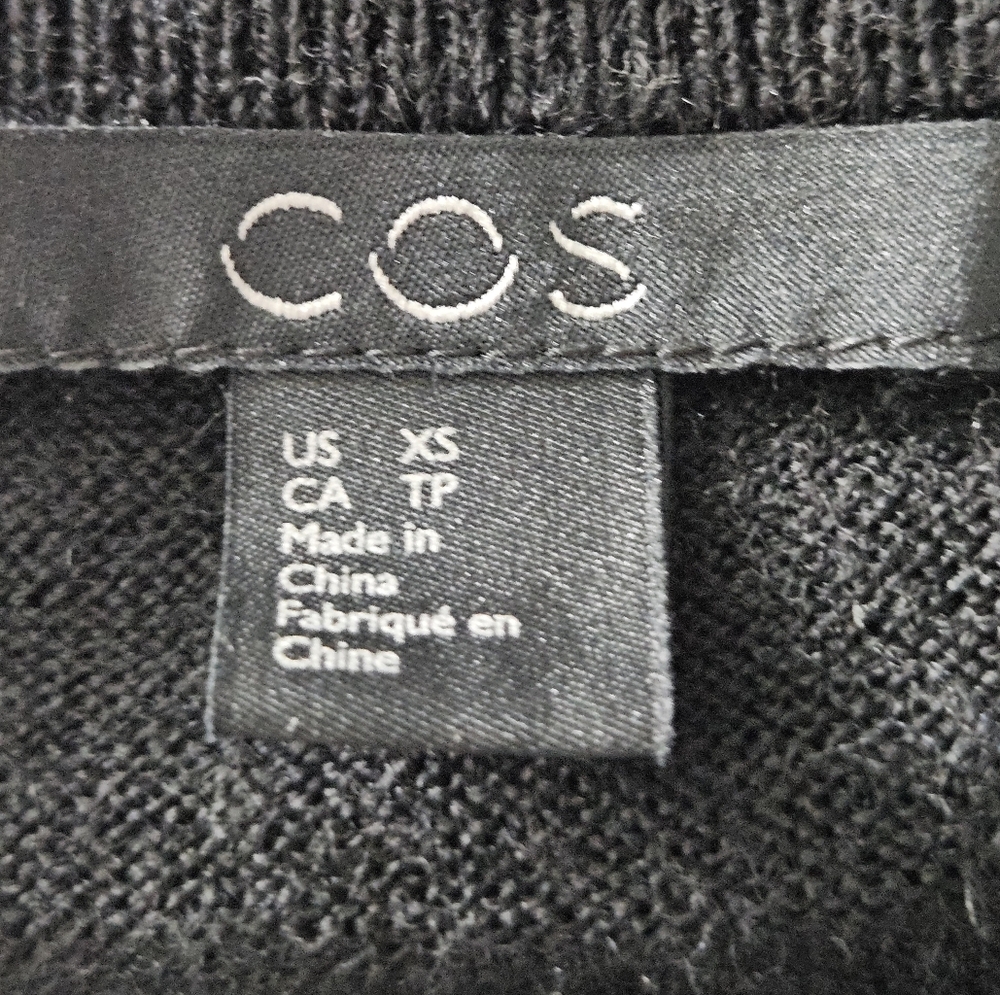 COS
US XS
CA TP
Made in
China
Fabriqué en
Chine